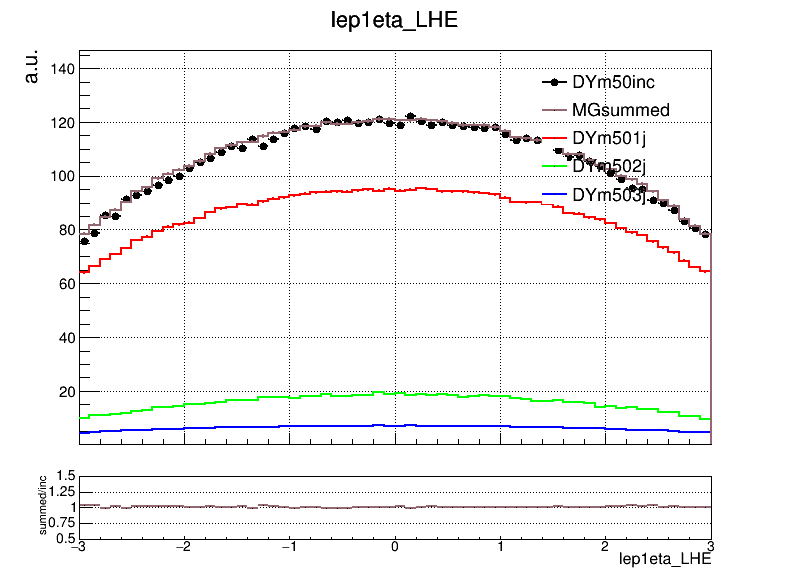 lep1eta_LHE
a.u.
140
120
100
80
60
40
20
DYm50inc
MGsummed
DYm501j
DYm502j
DYm503j
summed/inc
1.5
1.25
1
0.75
0.5
−3 −2 −1 0 1 2 3
lep1eta_LHE